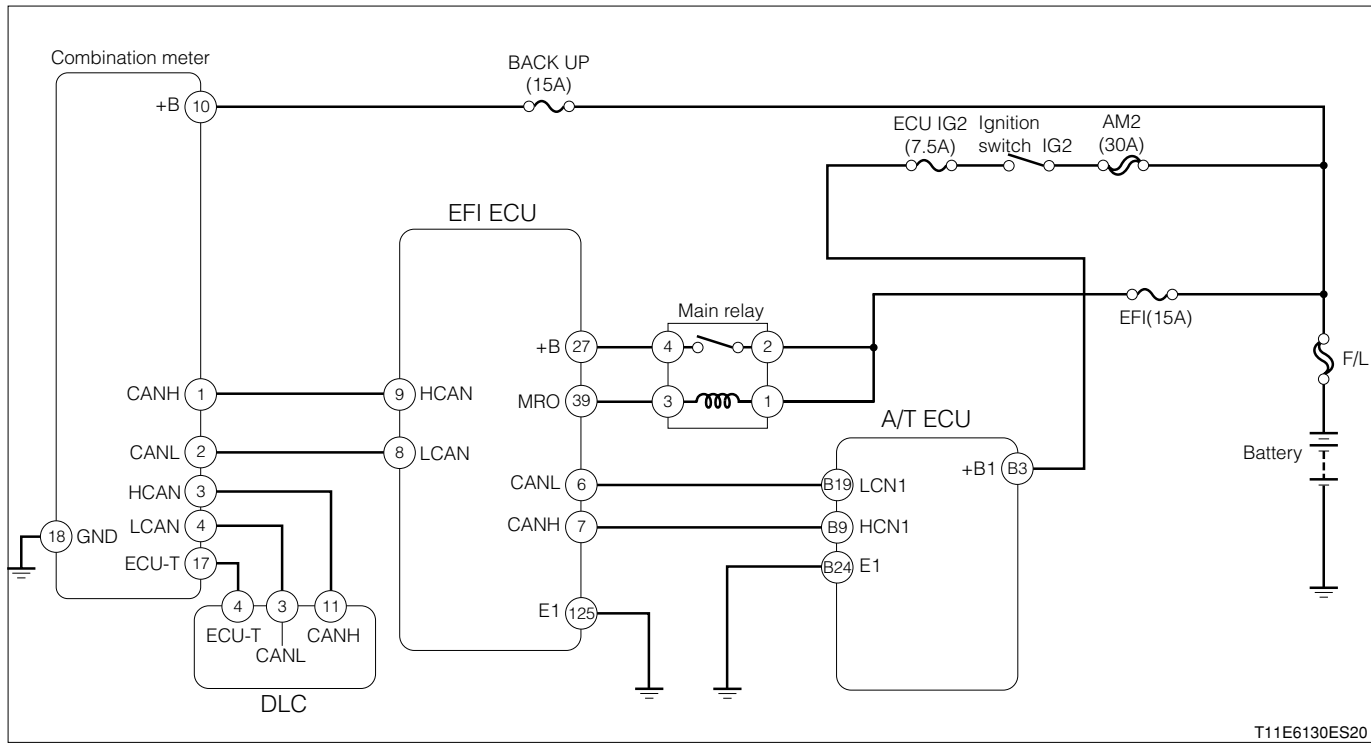 Combination meter
BACK UP
(15A)
+B 10
ECU IG2
(7.5A)
Ignition
switch IG2
AM2
(30A)
EFI ECU
EFI(15A)
Main relay
+B 27
4
2
F/L
CANH 1
9 HCAN
MRO 39
3
1
A/T ECU
CANL 2
8 LCAN
Battery
+B1 B3
HCAN 3
CANL 6
B19 LCN1
LCAN 4
CANH 7
B9 HCN1
18 GND
ECU-T 17
B24 E1
4
3
11
E1 125
ECU-T
CANH
CANL
DLC
T11E6130ES20